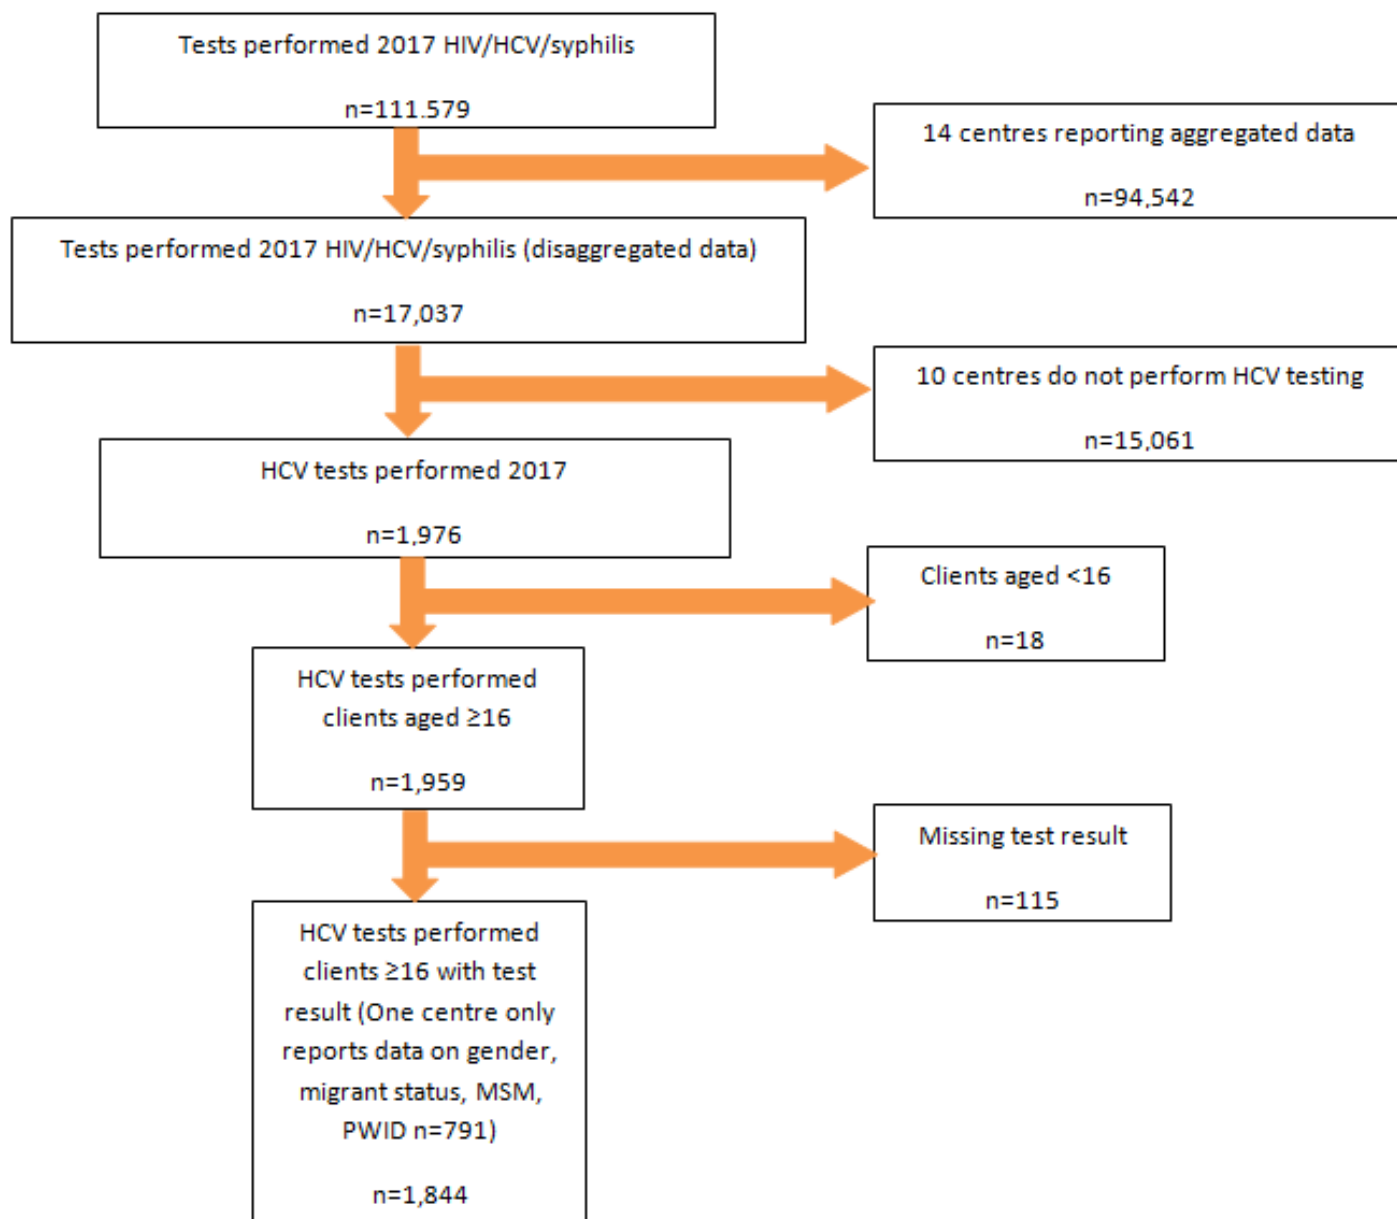 Tests performed 2017 HIV/HCV/syphilis
n=111.579
14 centres reporting aggregated data
n=94,542
Tests performed 2017 HIV/HCV/syphilis (disaggregated data)
n=17,037
10 centres do not perform HCV testing
n=15,061
HCV tests performed 2017
n=1,976
Clients aged <16
n=18
HCV tests performed
clients aged ≥16
n=1,959
Missing test result
n=115
HCV tests performed
clients ≥16 with test
result (One centre only
reports data on gender,
migrant status, MSM,
PWID n=791)
n=1,844